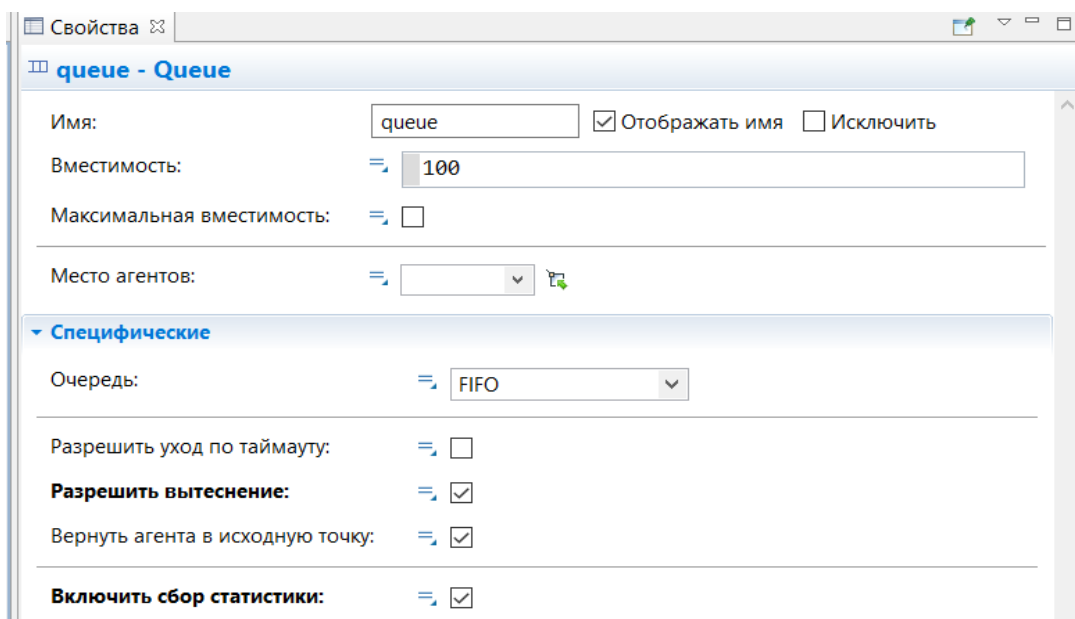 Свойства
queue - Queue
Имя: queue Отображать имя Исключить
Вместимость: 100
Максимальная вместимость:
Место агентов:
Специфические
Очередь: FIFO
Разрешить уход по таймауту:
Разрешить вытеснение:
Вернуть агента в исходную точку:
Включить сбор статистики: